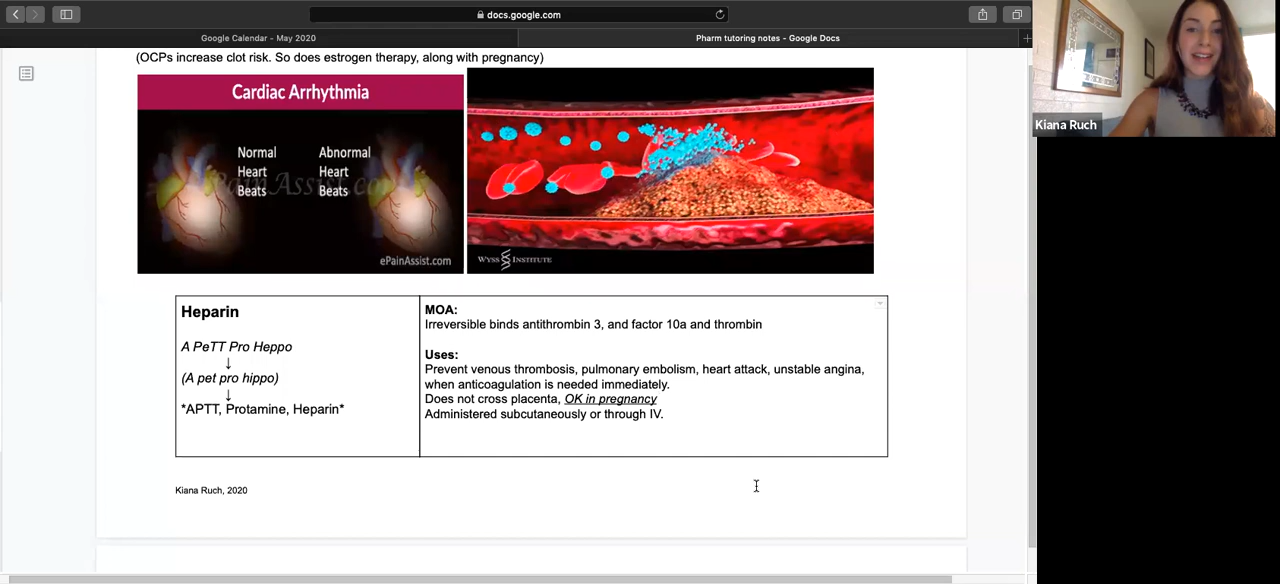 docs.google.com
Google Calendar - May 2020
Pharm tutoring notes - Google Docs
Kiana Ruch
(OCPs increase clot risk. So does estrogen therapy, along with pregnancy)
Cardiac Arrhythmia
Normal
Heart
Beats
Abnormal
Heart
Beats
ePainAssist.com
ePainAssist.com
WYSS INSTITUTE
Heparin
A PeTT Pro Heppo
↓
(A pet pro hippo)
↓
*APTT, Protamine, Heparin*
MOA:
Irreversible binds antithrombin 3, and factor 10a and thrombin
Uses:
Prevent venous thrombosis, pulmonary embolism, heart attack, unstable angina,
when anticoagulation is needed immediately.
Does not cross placenta, OK in pregnancy
Administered subcutaneously or through IV.
Kiana Ruch, 2020